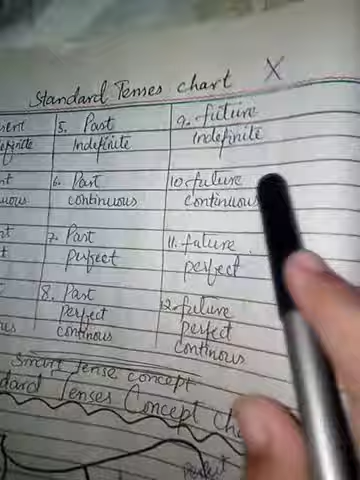 Standard Tenses chart X
5. Past
Indefinite
9. future
indefinite
6. Past
continuous
10. future
continuous
7. Past
perfect
11. future
perfect
8. Past
perfect
continous
12. future
perfect
continous
Smart Tense concept
Tenses Concept